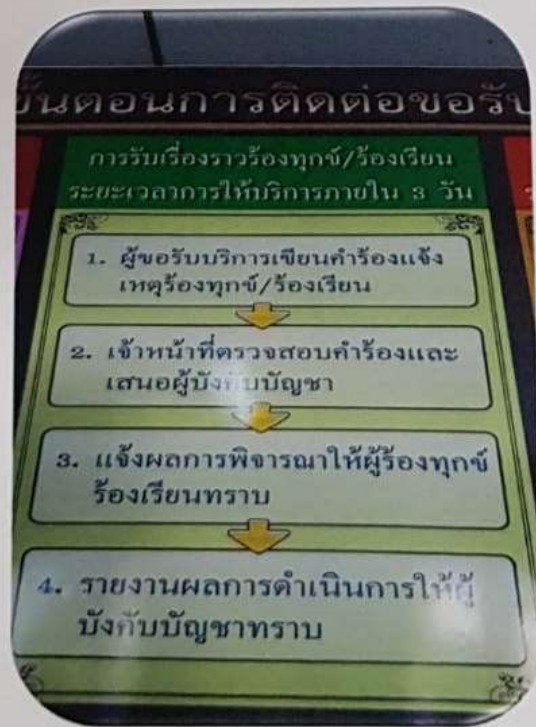 ขั้นตอนการติดต่อขอรับ
การรับเรื่องราวร้องทุกข์/ร้องเรียน
ระยะเวลาการให้บริการภายใน 3 วัน
1. ผู้ขอรับบริการเขียนคำร้องแจ้ง
เหตุร้องทุกข์/ร้องเรียน
2. เจ้าหน้าที่ตรวจสอบคำร้องและ
เสนอผู้บังคับบัญชา
3. แจ้งผลการพิจารณาให้ผู้ร้องทุกข์
ร้องเรียนทราบ
4. รายงานผลการดำเนินการให้ผู้
บังคับบัญชาทราบ